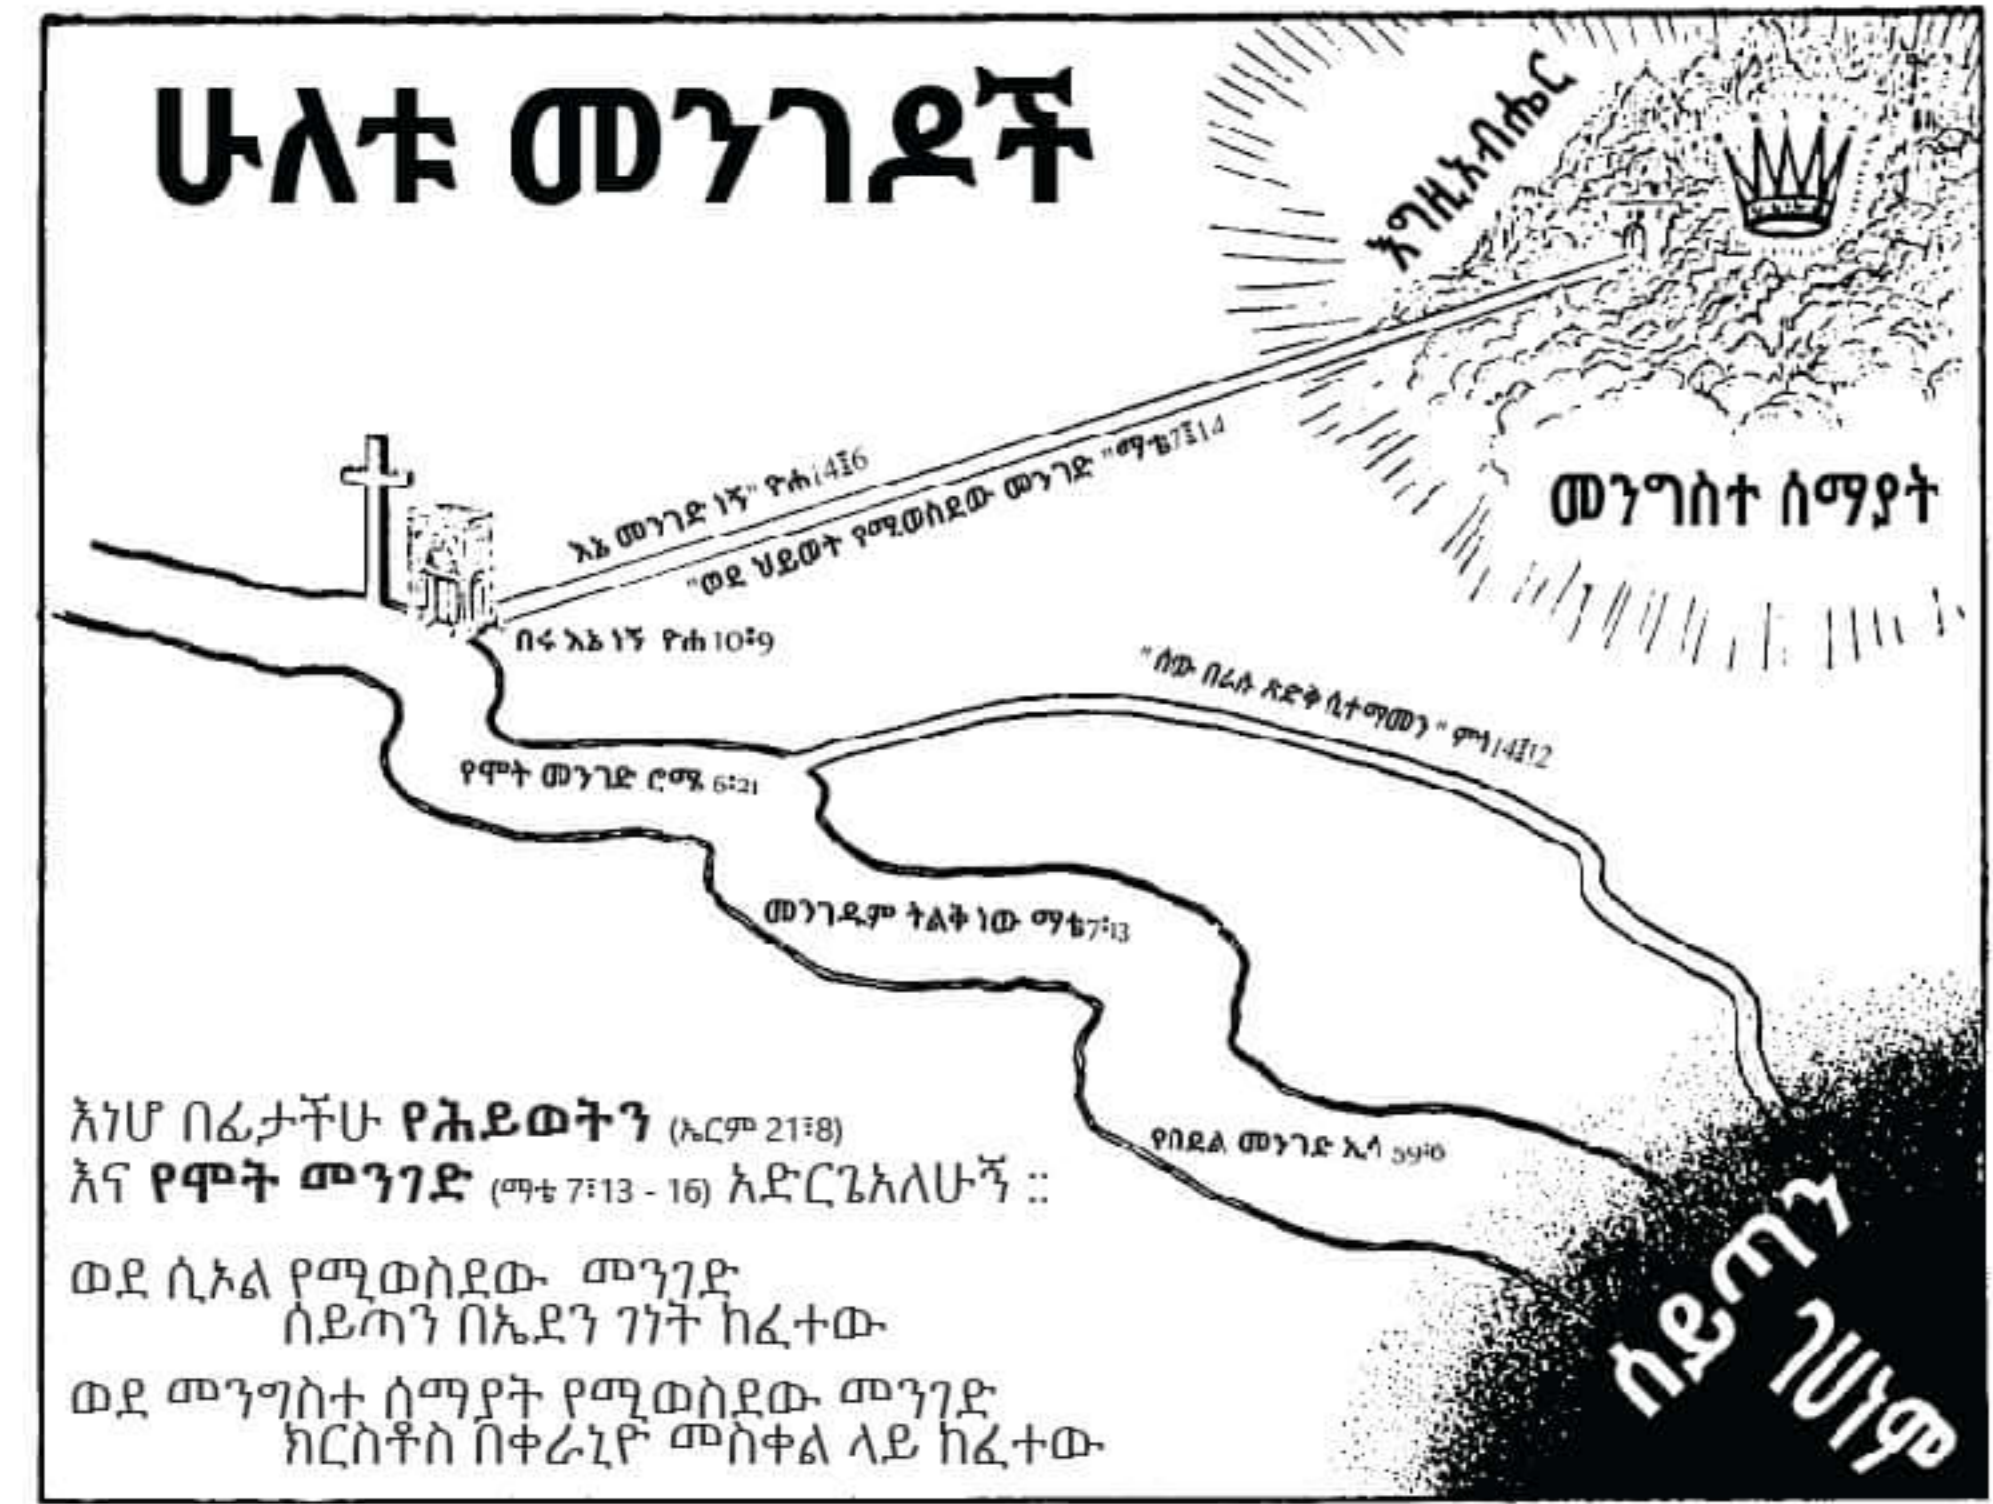 ሁለቱ መንገዶች
እግዚአብሔር
መንግስተ ሰማያት
እኔ መንገድ ነኝ" ዮሐ14፤6
"ወደ ህይወት የሚወስደው መንገድ "ማቴ7፤14
በሩ እኔ ነኝ ዮሐ 10፡9
" ሰው በራሱ ጽድቅ ሲተማመን " ምሳ14፤12
የሞት መንገድ ሮሜ 6፡21
መንገዱም ትልቅ ነው ማቴ7፡13
የበደል መንገድ ኢሳ
ሰይጣን
ገሀነም
እነሆ በፊታችሁ የሕይወትን (ኤርም 21፡8)
እና የሞት መንገድ (ማቴ 7፡13 - 16) አድርጌአለሁኝ ::
ወደ ሲኦል የሚወስደው መንገድ
ሰይጣን በኤደን ገነት ከፈተው
ወደ መንግስተ ሰማያት የሚወስደው መንገድ
ክርስቶስ በቀራኒዮ መስቀል ላይ ከፈተው